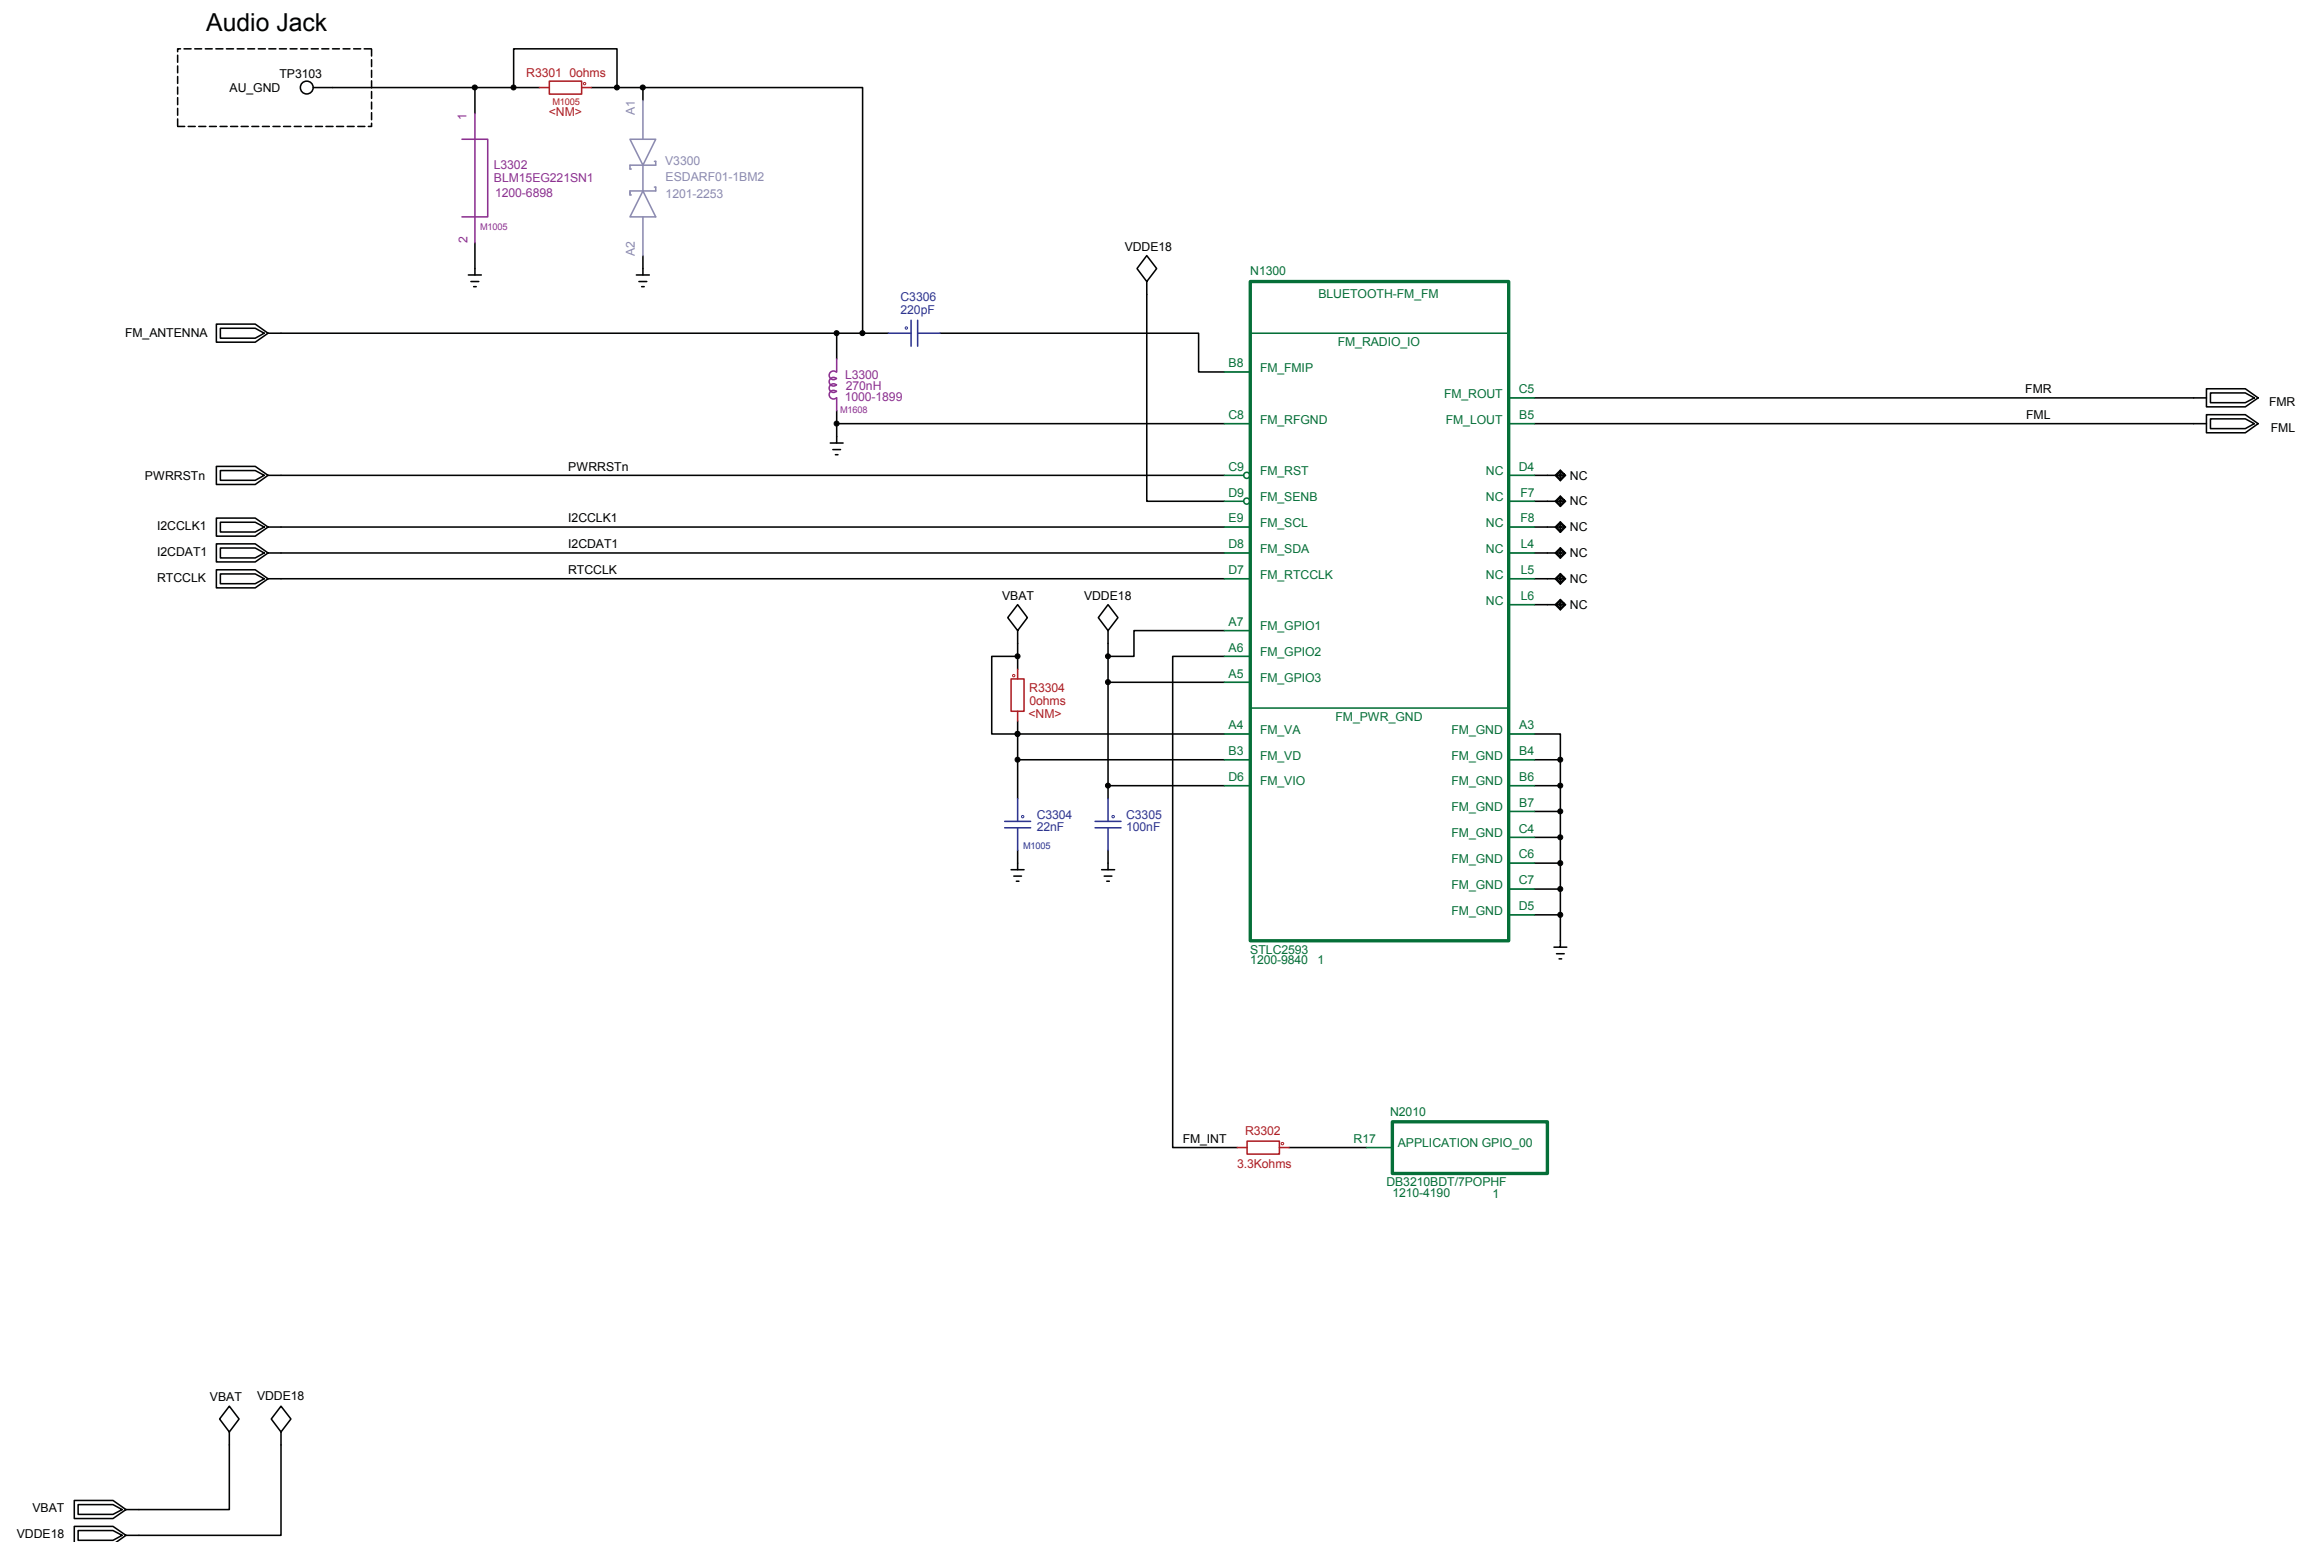 Audio Jack
TP3103
AU_GND
R3301 0ohms
M1005
<NM>
A1
1
L3302
BLM15EG221SN1
1200-6898
M1005
2
V3300
ESDARF01-1BM2
1201-2253
A2
VDDE18
N1300
BLUETOOTH-FM_FM
FM_RADIO_IO
C3306
220pF
FM_ANTENNA
B8 FM_FMIP
L3300
270nH
1000-1899
M1608
FM_ROUT C5
FMR
FMR
C8 FM_RFGND
FM_LOUT B5
FML
FML
PWRRSTn
PWRRSTn
C9 FM_RST
NC D4 NC
D9 FM_SENB
NC F7 NC
I2CCLK1
I2CCLK1
E9 FM_SCL
NC F8 NC
I2CDAT1
I2CDAT1
D8 FM_SDA
NC L4 NC
RTCCLK
RTCCLK
D7 FM_RTCCLK
NC L5 NC
NC L6 NC
VBAT
VDDE18
A7 FM_GPIO1
A6 FM_GPIO2
A5 FM_GPIO3
R3304
0ohms
<NM>
FM_PWR_GND
A4 FM_VA
FM_GND A3
B3 FM_VD
FM_GND B4
D6 FM_VIO
FM_GND B6
FM_GND B7
FM_GND C4
FM_GND C6
FM_GND C7
FM_GND D5
C3304
22nF
M1005
C3305
100nF
STLC2593
1200-9840 1
N2010
FM_INT
R3302
3.3Kohms
R17
APPLICATION GPIO_00
DB3210BDT/7POPHF
1210-4190 1
VBAT
VDDE18
VBAT
VDDE18